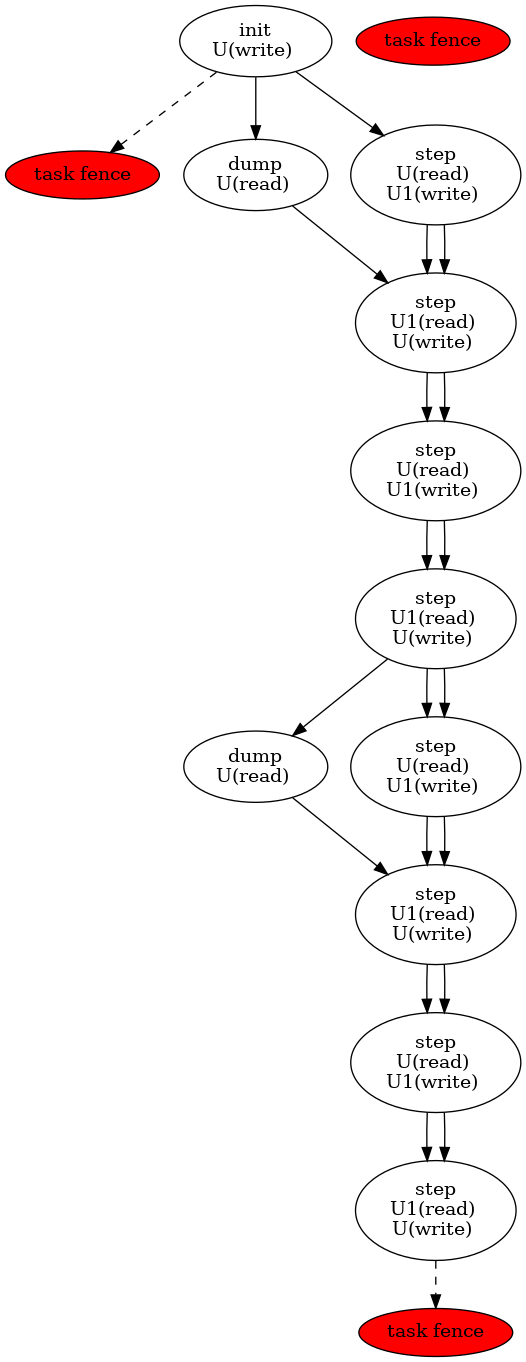 init
U(write)
task fence
task fence
dump
U(read)
step
U(read)
U1(write)
step
U1(read)
U(write)
step
U(read)
U1(write)
step
U1(read)
U(write)
dump
U(read)
step
U(read)
U1(write)
step
U1(read)
U(write)
step
U(read)
U1(write)
step
U1(read)
U(write)
task fence